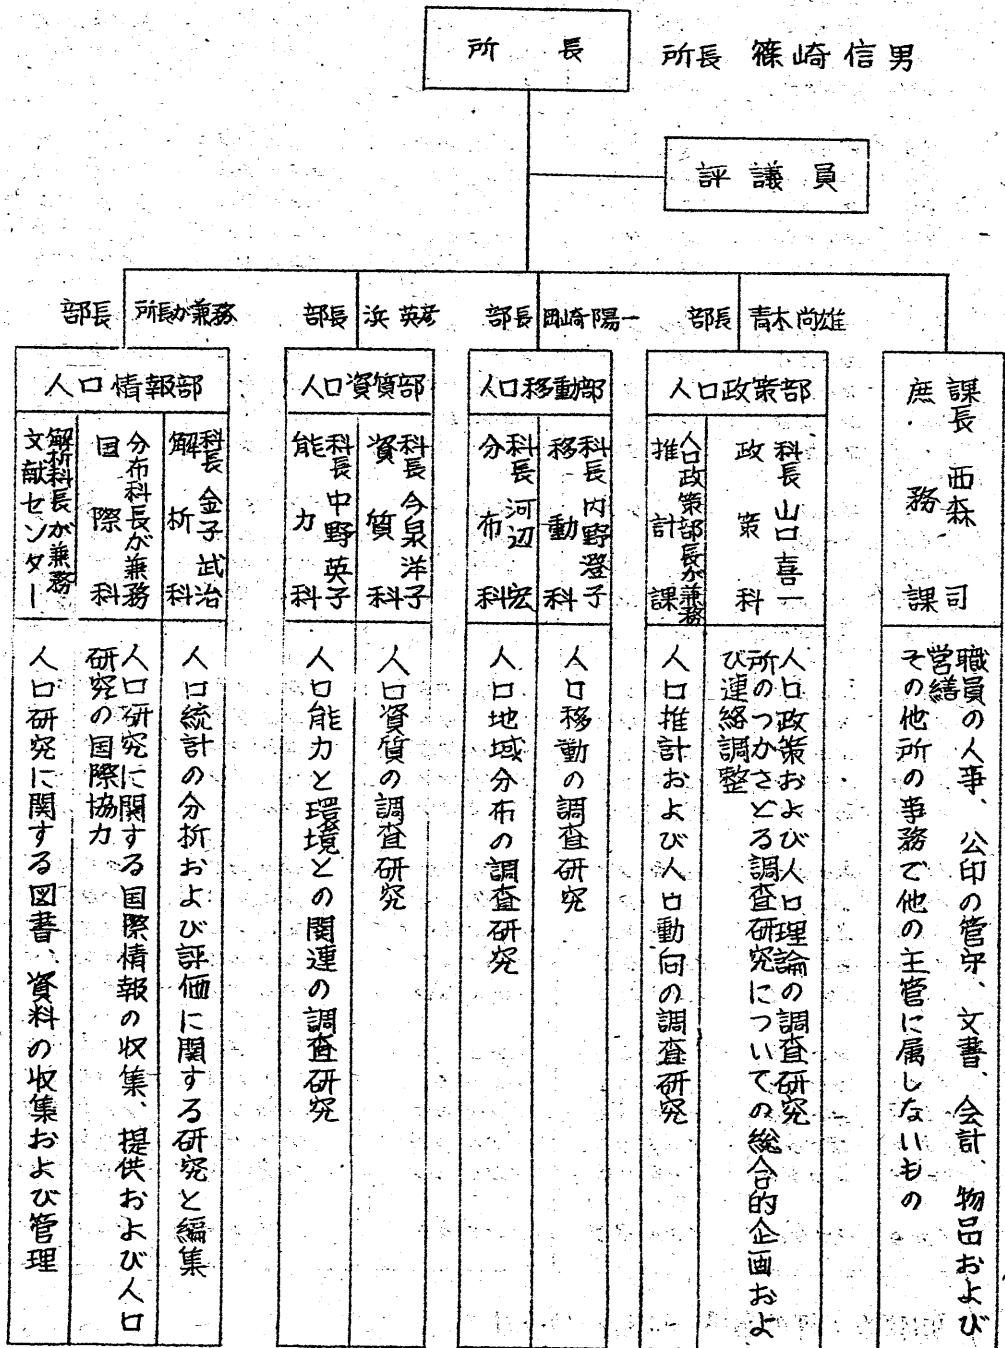 所長
所長 篠崎信男
評議員
課長 西森 司
庶務課
職員の人事、公印の管守、文書、会計、物品および
営繕
その他所の事務で他の主管に属しないもの
部長 青木尚雄
人口政策部
科長 山口喜一
政策科
人口政策および人口理論の調査研究
所のつかさどる調査研究についての総合的企画およ
び連絡調整
人口政策部長が兼務
推計課
人口推計および人口動向の調査研究
部長 岡崎陽一
人口移動部
科長 内野澄子
移動科
人口移動の調査研究
科長 河辺 宏
分布科
人口地域分布の調査研究
部長 浜 英彦
人口資質部
科長 今泉洋子
資質科
人口資質の調査研究
科長 中野英子
能力科
人口能力と環境との関連の調査研究
部長 所長が兼務
人口情報部
科長 金子武治
解析科
人口統計の分折および評価に関する研究と編集
分布科長が兼務
国際科
人口研究に関する国際情報の収集、提供および人口
研究の国際協力
解析科長が兼務
文献センター
人口研究に関する図書、資料の収集および管理